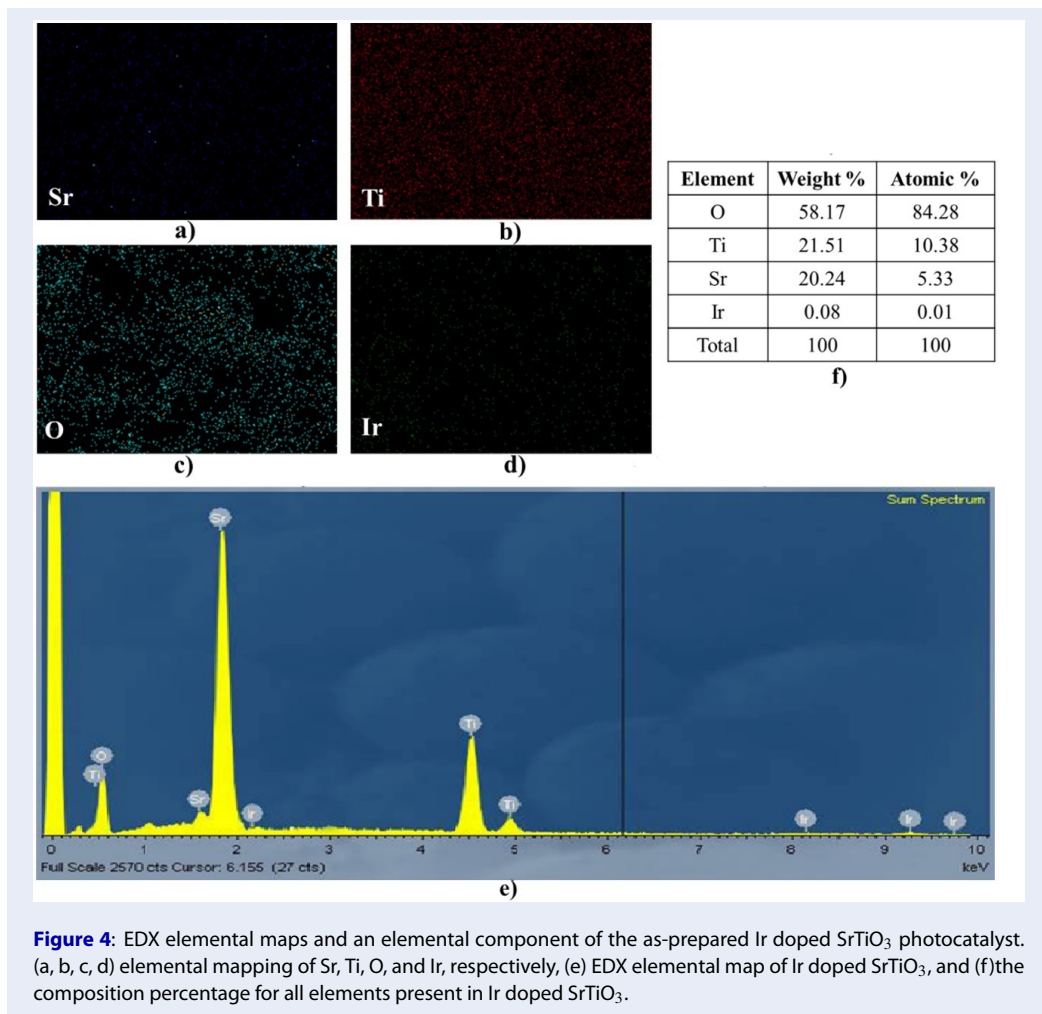 Sr
a)
Ti
b)
O
c)
Ir
d)
Element Weight % Atomic %
O 58.17 84.28
Ti 21.51 10.38
Sr 20.24 5.33
Ir 0.08 0.01
Total 100 100
f)
Sum Spectrum
Sr
Ti
O
Ti
Sr
Ir
Ti
Ir
Ir
Ir
0 1 2 3 4 5 6 7 8 9 10
Full Scale 2570 cts Cursor: 6.155 (27 cts) keV
e)
Figure 4: EDX elemental maps and an elemental component of the as-prepared Ir doped SrTiO₃ photocatalyst.
(a, b, c, d) elemental mapping of Sr, Ti, O, and Ir, respectively, (e) EDX elemental map of Ir doped SrTiO₃, and (f)the
composition percentage for all elements present in Ir doped SrTiO₃.